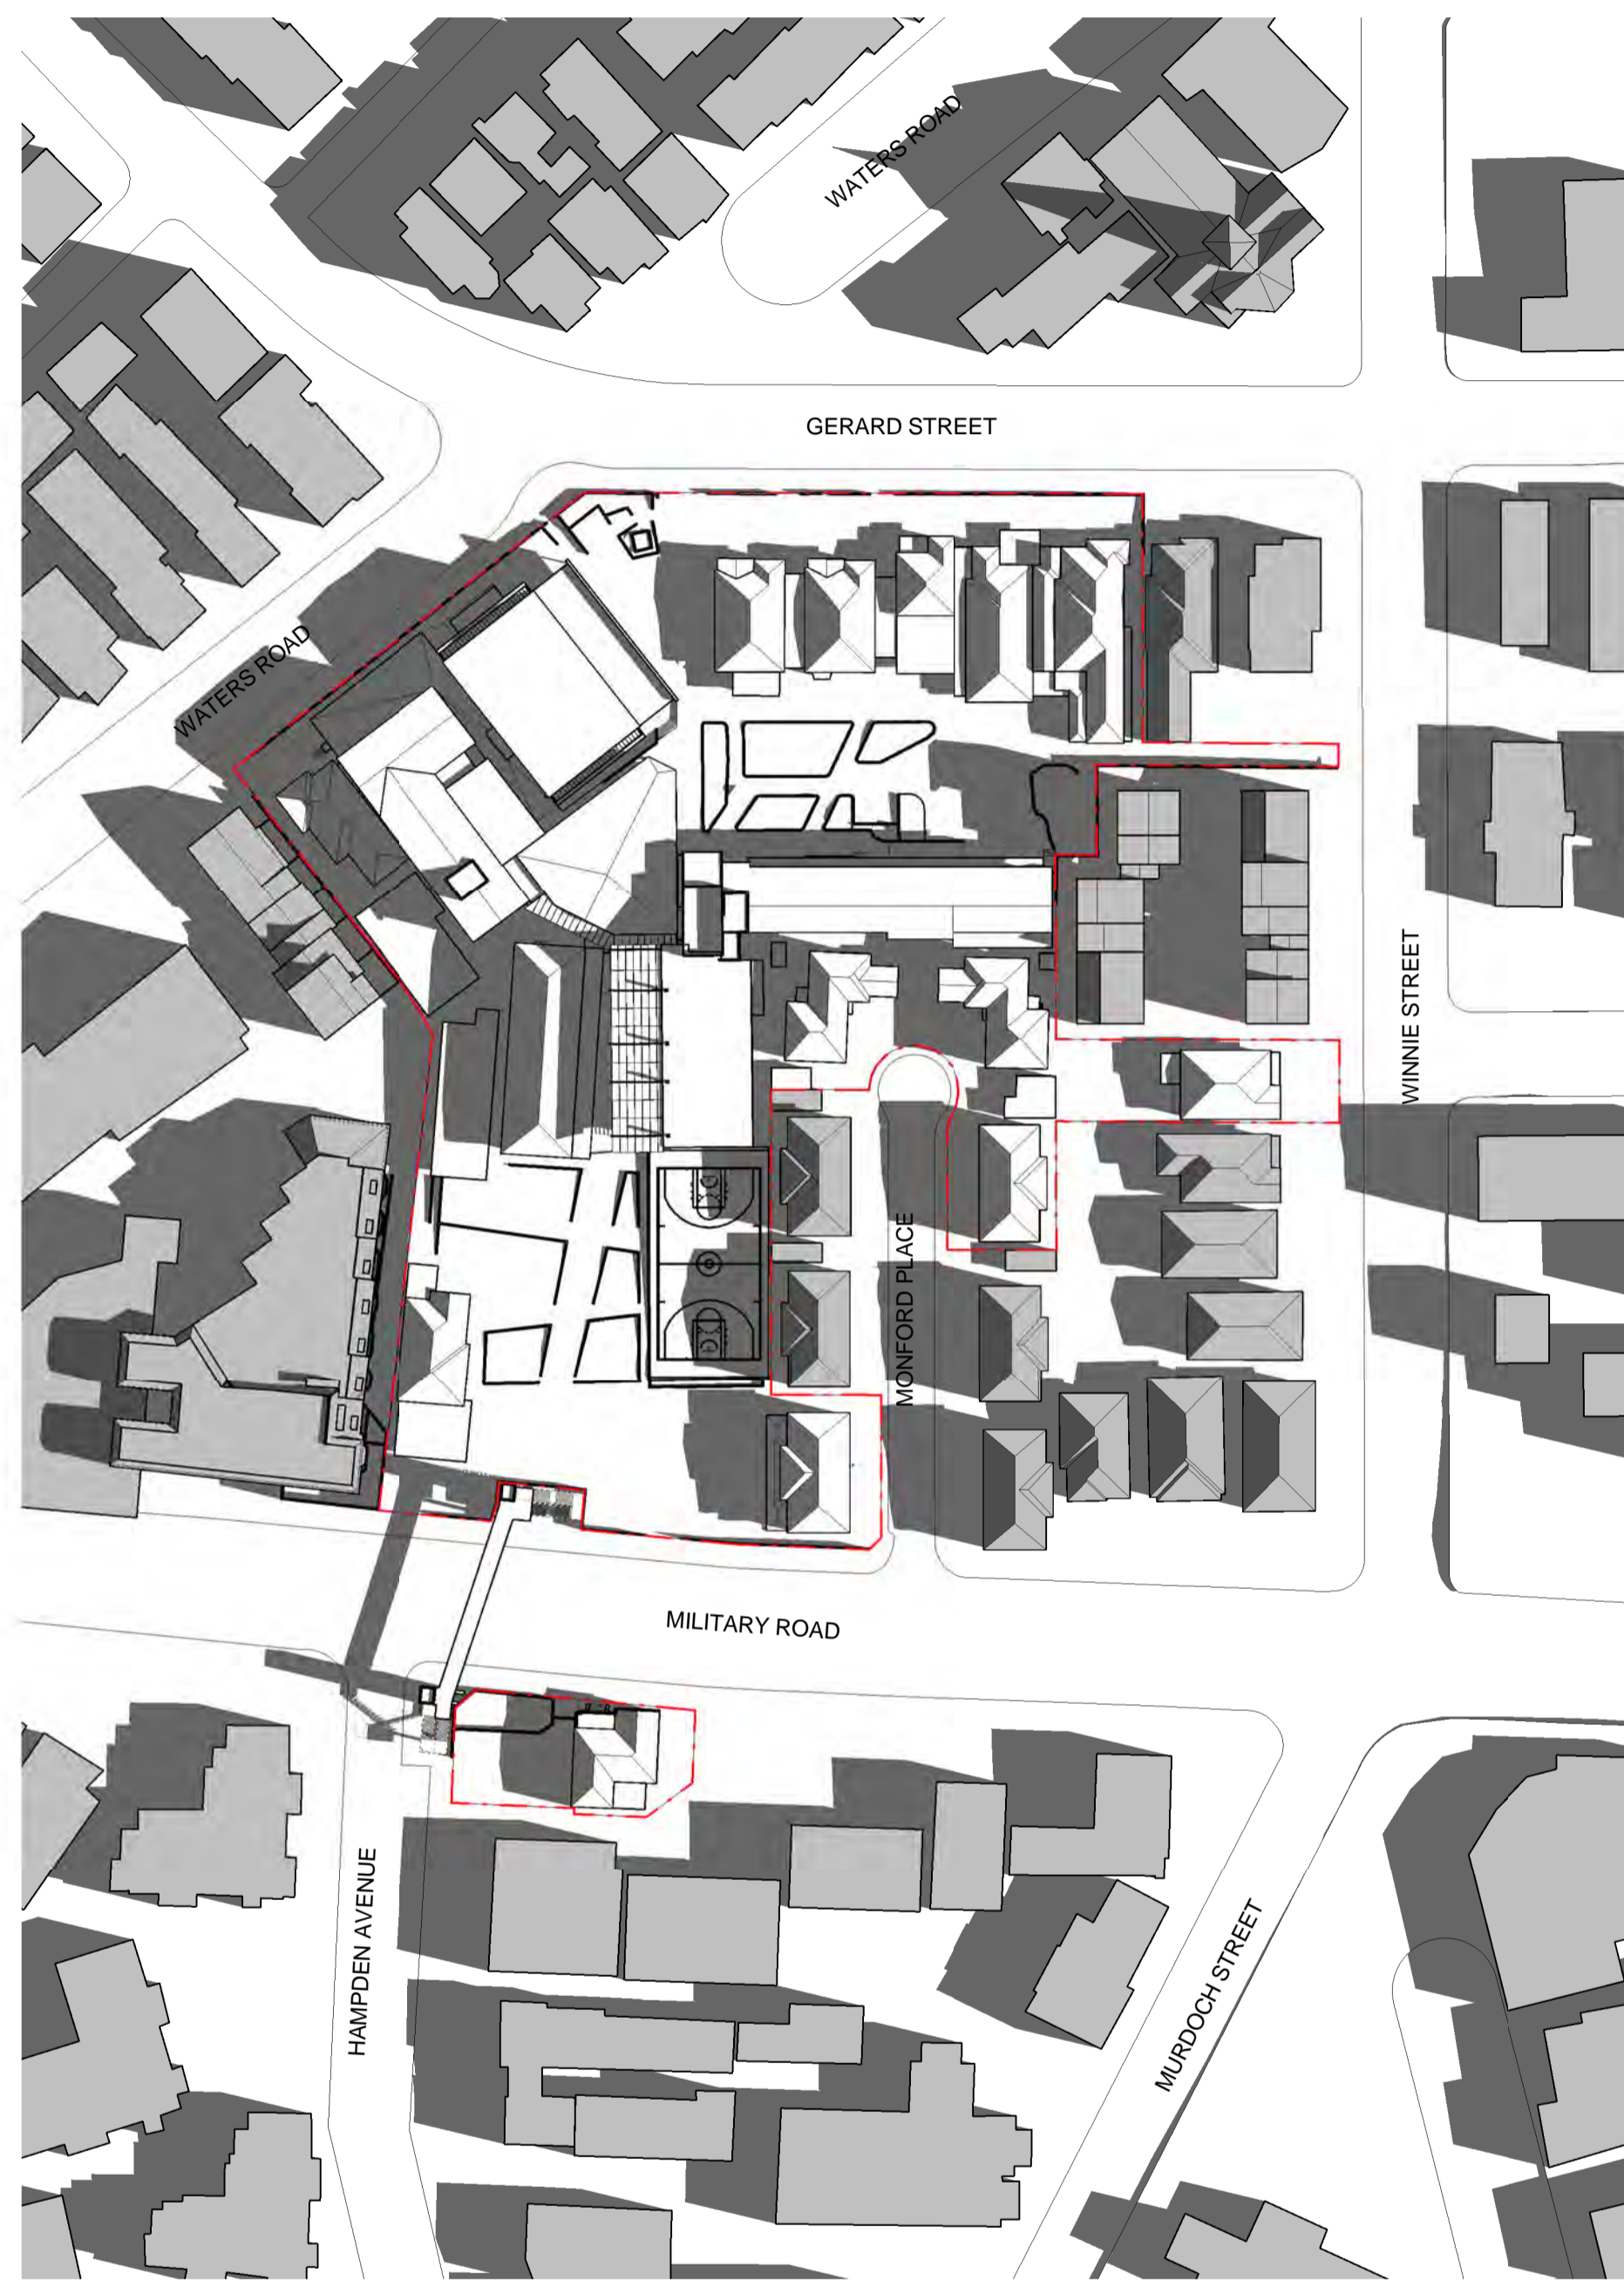 WATERS ROAD
GERARD STREET
WATERS ROAD
WINNIE STREET
MONFORD PLACE
MILITARY ROAD
HAMPDEN AVENUE
MURDOCH STREET